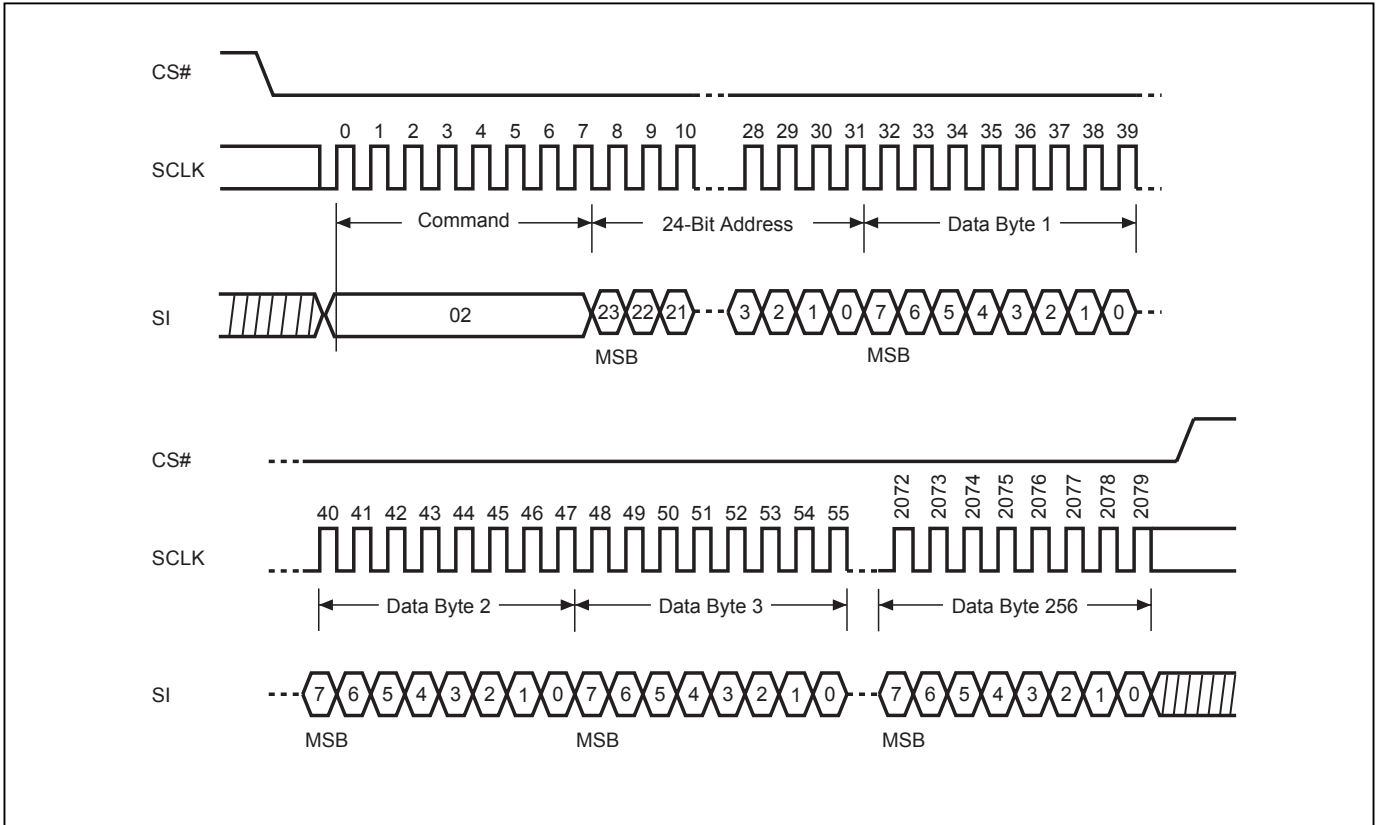 CS#
0 1 2 3 4 5 6 7 8 9 10 28 29 30 31 32 33 34 35 36 37 38 39
SCLK
Command 24-Bit Address Data Byte 1
SI 02 23 22 21 3 2 1 0 7 6 5 4 3 2 1 0
MSB MSB
CS#
40 41 42 43 44 45 46 47 48 49 50 51 52 53 54 55 2072 2073 2074 2075 2076 2077 2078 2079
SCLK
Data Byte 2 Data Byte 3 Data Byte 256
SI 7 6 5 4 3 2 1 0 7 6 5 4 3 2 1 0 7 6 5 4 3 2 1 0
MSB MSB MSB